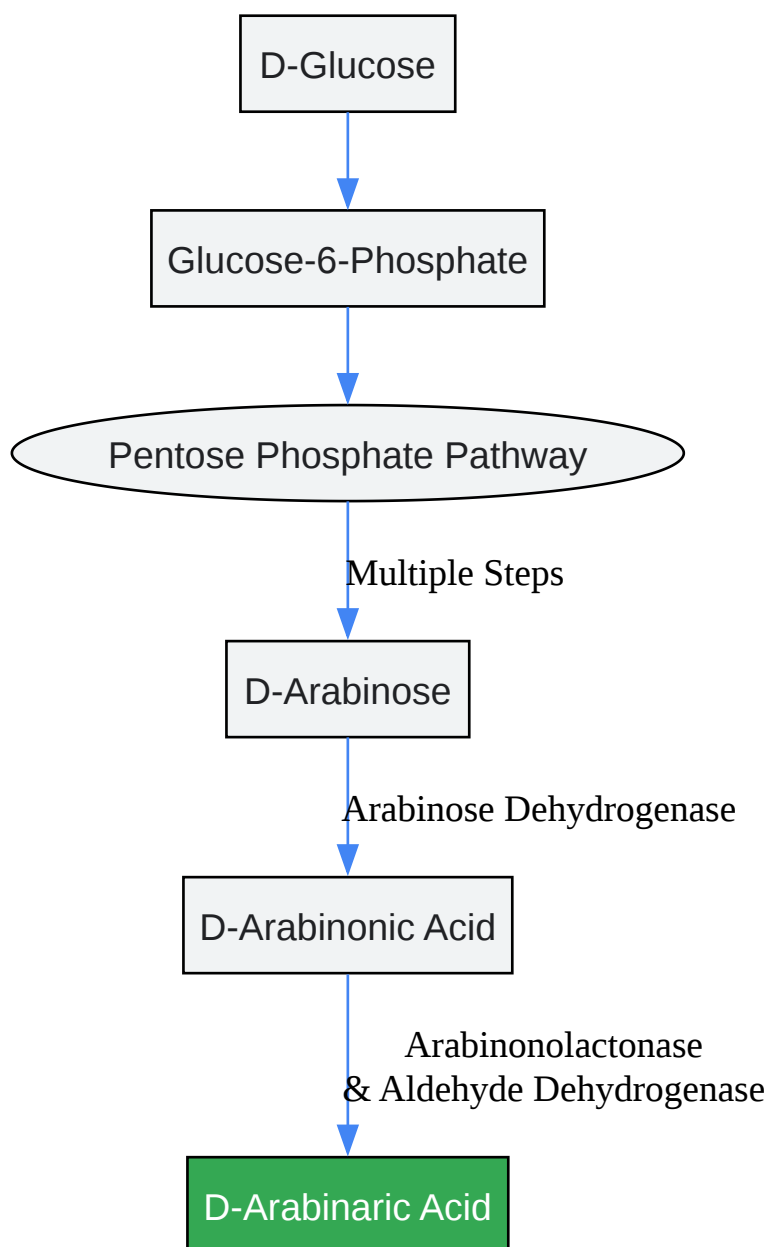 D-Glucose
Glucose-6-Phosphate
Pentose Phosphate Pathway
Multiple Steps
D-Arabinose
Arabinose Dehydrogenase
D-Arabinonic Acid
Arabinonolactonase
& Aldehyde Dehydrogenase
D-Arabinaric Acid